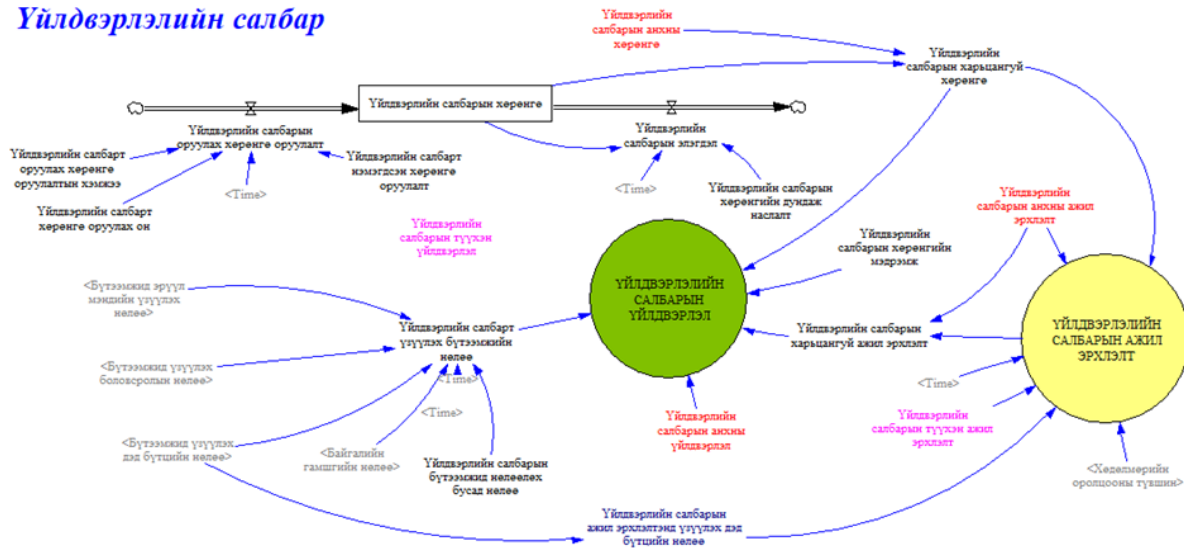 Үйлдвэрлэлийн салбар
Үйлдвэрлийн
салбарын анхны
хөрөнгө
Үйлдвэрлийн
салбарын харьцангуй
хөрөнгө
Үйлдвэрлийн салбарын хөрөнгө
Үйлдвэрлийн салбарын
оруулах хөрөнгө оруулалт
Үйлдвэрлийн
салбарын элэгдэл
Үйлдвэрлийн салбарт
оруулах хөрөнгө
оруулалтын хэмжээ
<Time>
Үйлдвэрлийн салбарт
нэмэгдсэн хөрөнгө
оруулалт
<Time>
Үйлдвэрлийн салбарын
хөрөнгийн дундаж
наслалт
Үйлдвэрлийн салбарт
хөрөнгө оруулах он
Үйлдвэрлийн
салбарын анхны ажил
эрхлэлт
Үйлдвэрлийн
салбарын түүхэн
үйлдвэрлэл
Үйлдвэрлийн
салбарын хөрөнгийн
мэдрэмж
ҮЙЛДВЭРЛЭЛИЙН
САЛБАРЫН
ҮЙЛДВЭРЛЭЛ
<Бүтээмжид эрүүл
мэндийн үзүүлэх
нөлөө>
Үйлдвэрлийн салбарт
үзүүлэх бүтээмжийн
нөлөө
Үйлдвэрлийн салбарын
харьцангуй ажил эрхлэлт
ҮЙЛДВЭРЛЭЛИЙН
САЛБАРЫН АЖИЛ
ЭРХЛЭЛТ
<Бүтээмжид үзүүлэх
боловсролын нөлөө>
<Time>
<Time>
<Time>
Үйлдвэрлийн
салбарын анхны
үйлдвэрлэл
Үйлдвэрлийн
салбарын түүхэн ажил
эрхлэлт
<Бүтээмжид үзүүлэх
дэд бүтцийн нөлөө>
<Байгалийн
гамшгийн нөлөө>
Үйлдвэрлийн салбарын
бүтээмжид нөлөөлөх
бусад нөлөө
<Хөдөлмөрийн
оролцооны түвшин>
Үйлдвэрлийн салбарын
ажил эрхлэлтэнд үзүүлэх дэд
бүтцийн нөлөө